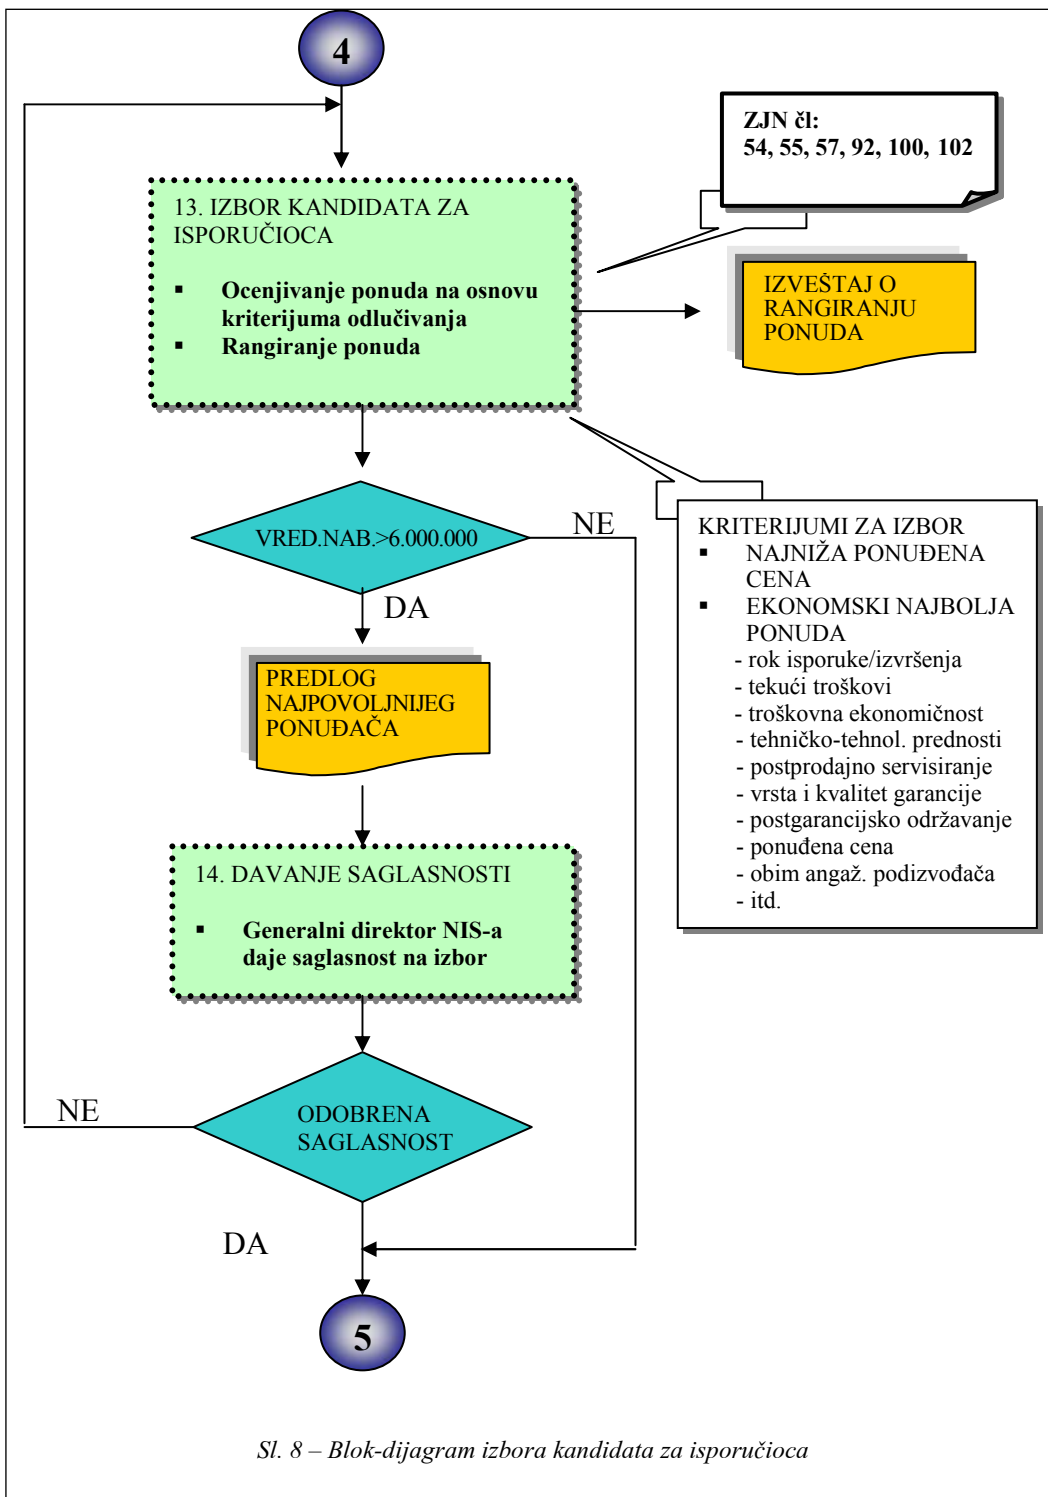 4
ZJN čl:
54, 55, 57, 92, 100, 102
13. IZBOR KANDIDATA ZA
ISPORUČIOCA
▪ Ocenjivanje ponuda na osnovu
kriterijuma odlučivanja
▪ Rangiranje ponuda
IZVEŠTAJ O
RANGIRANJU
PONUDA
VRED.NAB.>6.000.000
NE
DA
KRITERIJUMI ZA IZBOR
▪ NAJNIŽA PONUĐENA
CENA
▪ EKONOMSKI NAJBOLJA
PONUDA
- rok isporuke/izvršenja
- tekući troškovi
- troškovna ekonomičnost
- tehničko-tehnol. prednosti
- postprodajno servisiranje
- vrsta i kvalitet garancije
- postgarancijsko održavanje
- ponuđena cena
- obim angaž. podizvođača
- itd.
PREDLOG
NAJPOVOLJNIJEG
PONUĐAČA
14. DAVANJE SAGLASNOSTI
▪ Generalni direktor NIS-a
daje saglasnost na izbor
NE
ODOBRENA
SAGLASNOST
DA
5
Sl. 8 – Blok-dijagram izbora kandidata za isporučioca